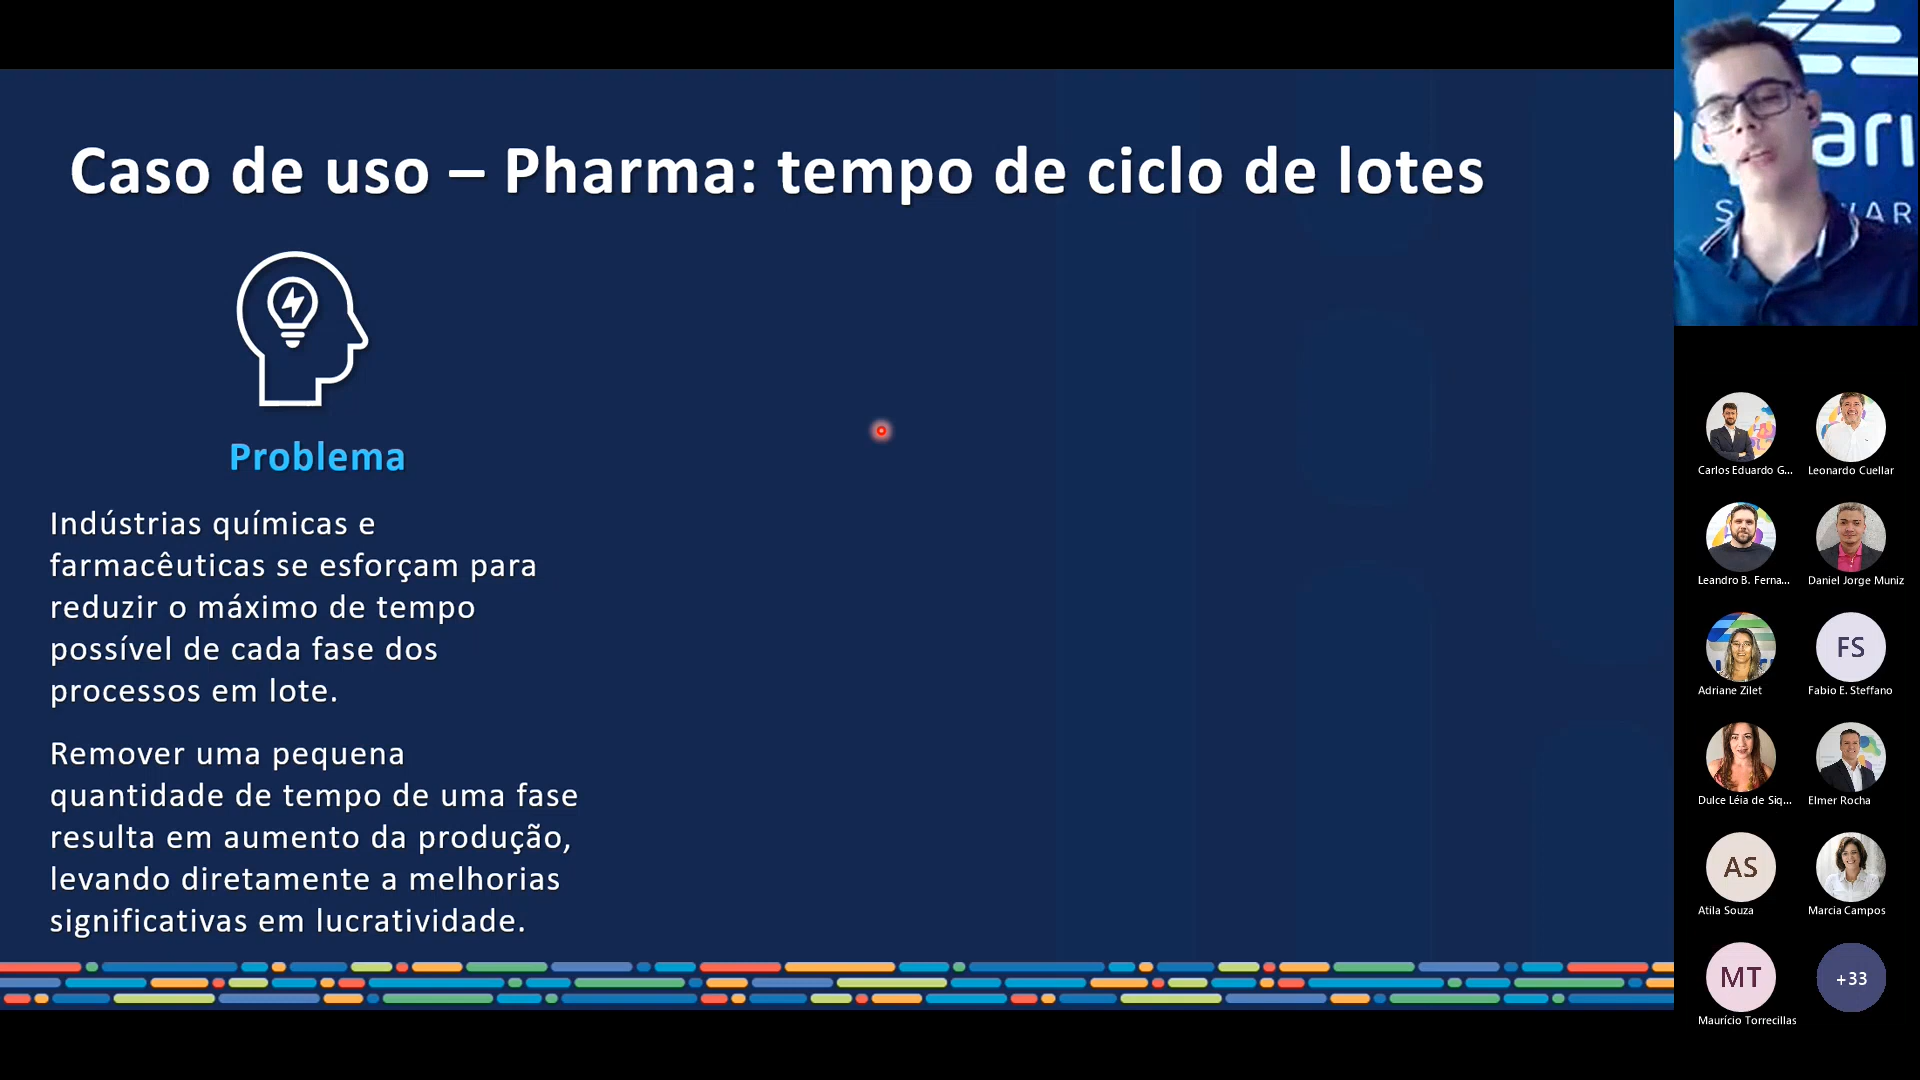 Caso de uso – Pharma: tempo de ciclo de lotes
Problema
Indústrias químicas e
farmacêuticas se esforçam para
reduzir o máximo de tempo
possível de cada fase dos
processos em lote.
Remover uma pequena
quantidade de tempo de uma fase
resulta em aumento da produção,
levando diretamente a melhorias
significativas em lucratividade.
Carlos Eduardo G...
Leonardo Cuellar
Leandro B. Ferna...
Daniel Jorge Muniz
Adriane Zilet
FS
Fabio E. Steffano
Dulce Léia de Siq...
Elmer Rocha
AS
Atila Souza
Marcia Campos
MT
Maurício Torrecillas
+33